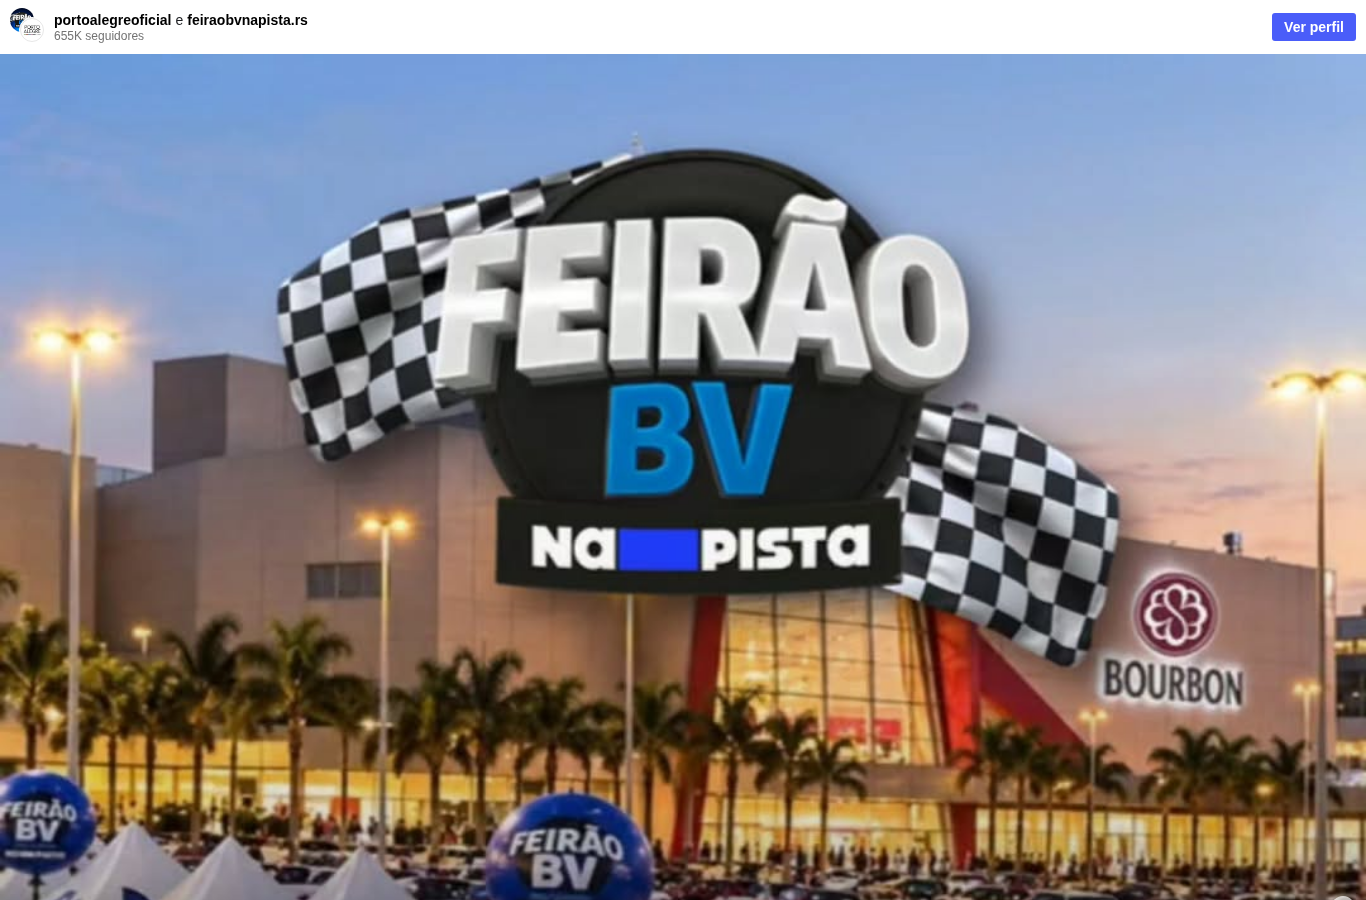 portoalegreoficial e feiraobvnapista.rs
655K seguidores
Ver perfil
FEIRÃO
BV
Na PISTa
BOURBON
FEIRÃO
BV
FEIRÃO
BV